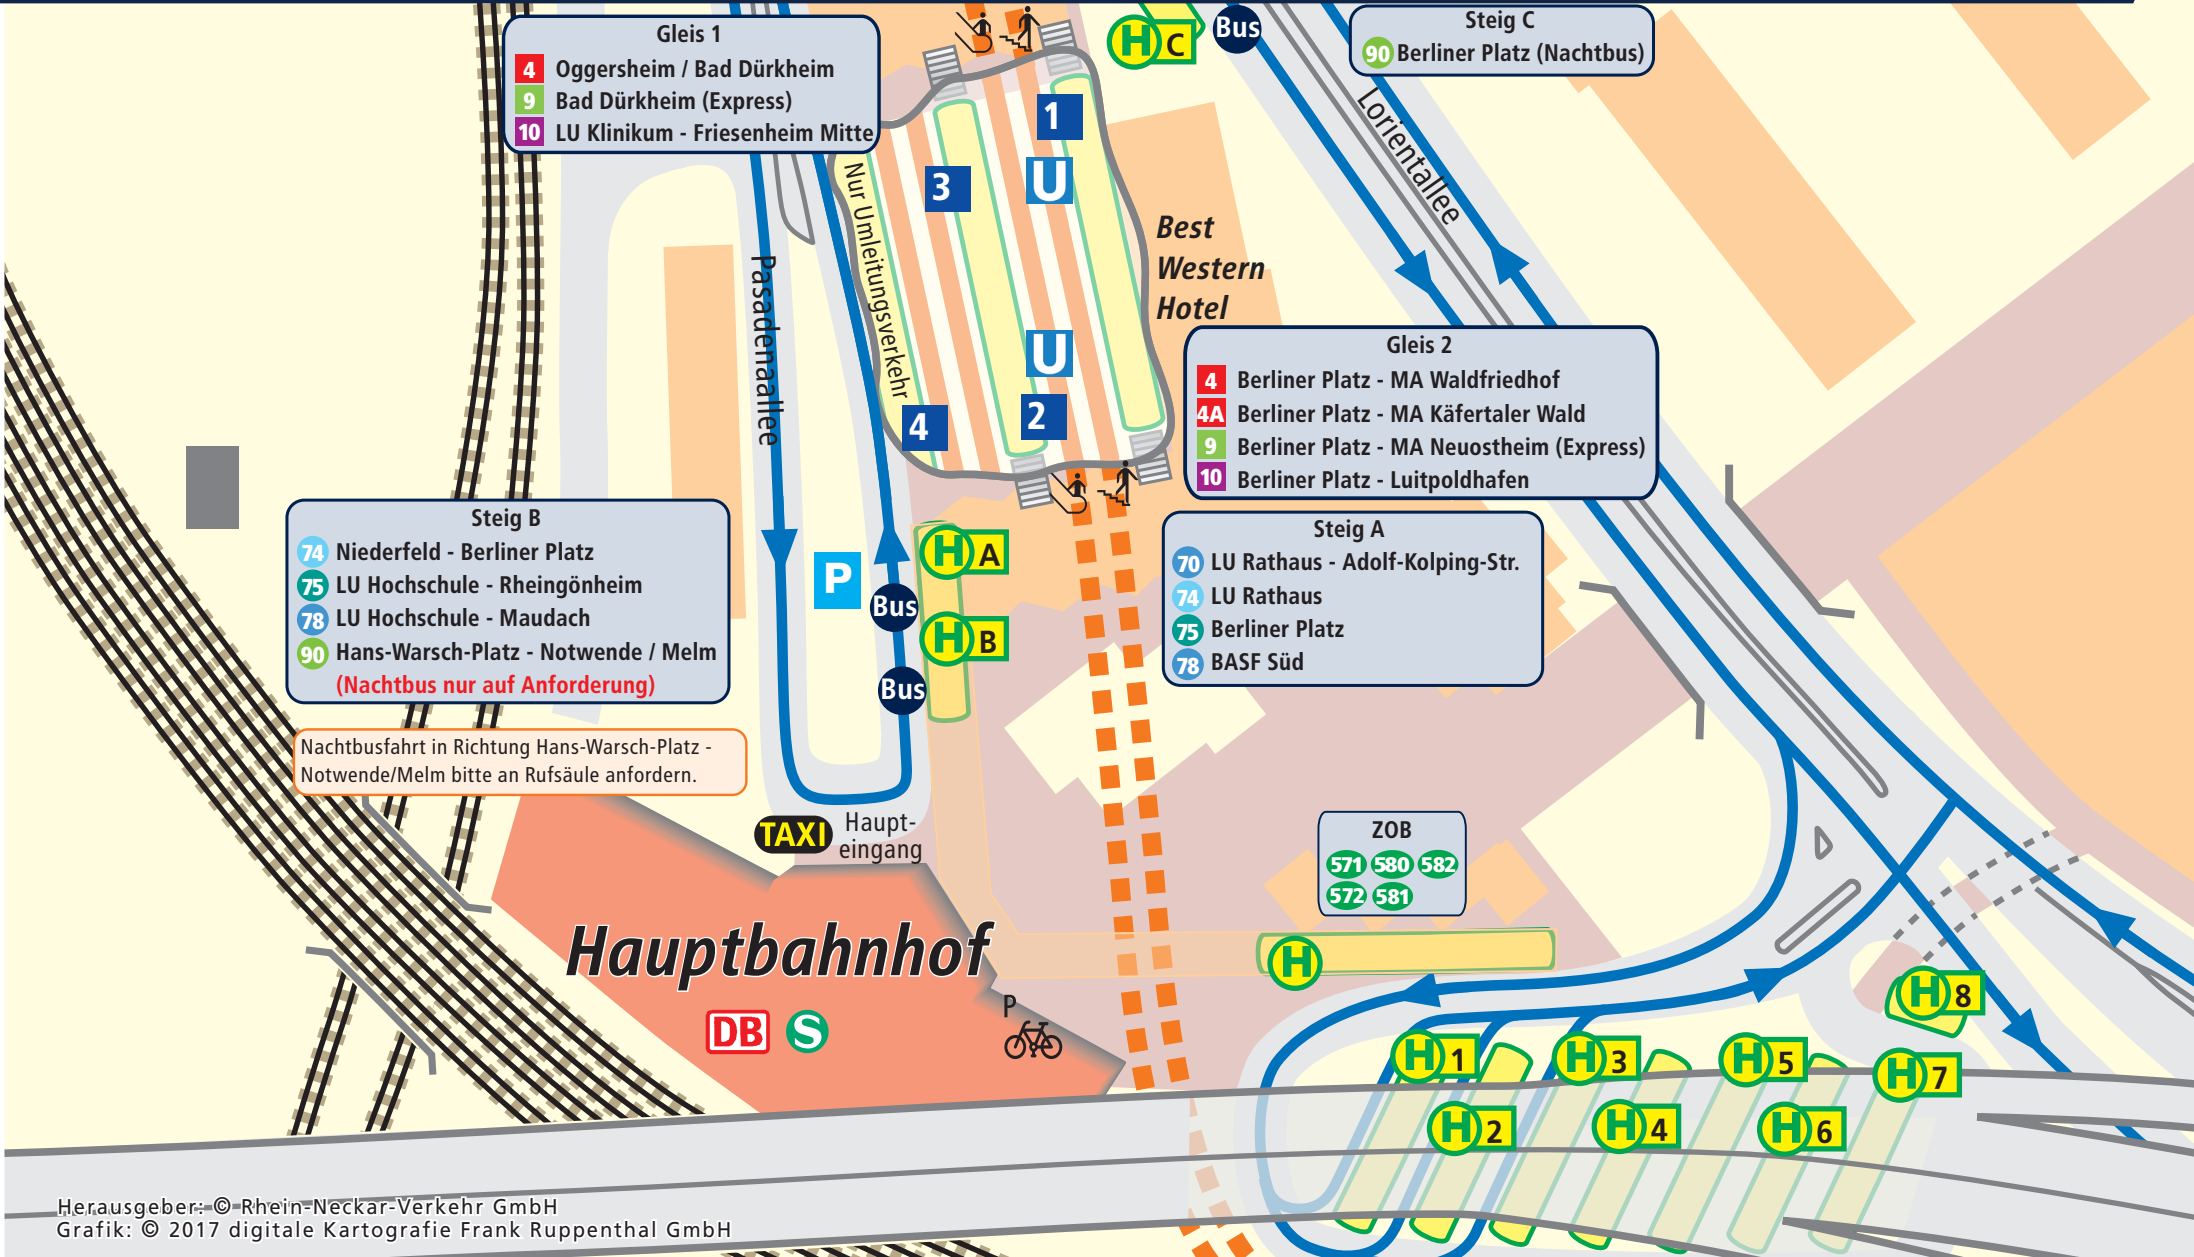 Gleis 1
4 Oggersheim / Bad Dürkheim
9 Bad Dürkheim (Express)
10 LU Klinikum - Friesenheim Mitte
H C
Bus
Steig C
90 Berliner Platz (Nachtbus)
Lorientallee
1
3
U
Nur Umleitungsverkehr
Pasadenaallee
Best
Western
Hotel
U
2
4
Gleis 2
4 Berliner Platz - MA Waldfriedhof
4A Berliner Platz - MA Käfertaler Wald
9 Berliner Platz - MA Neuostheim (Express)
10 Berliner Platz - Luitpoldhafen
Steig B
74 Niederfeld - Berliner Platz
75 LU Hochschule - Rheingönheim
78 LU Hochschule - Maudach
90 Hans-Warsch-Platz - Notwende / Melm
(Nachtbus nur auf Anforderung)
P
Bus
Bus
H A
H B
Steig A
70 LU Rathaus - Adolf-Kolping-Str.
74 LU Rathaus
75 Berliner Platz
78 BASF Süd
Nachtbusfahrt in Richtung Hans-Warsch-Platz -
Notwende/Melm bitte an Rufsäule anfordern.
TAXI
Haupt-
eingang
ZOB
571 580 582
572 581
Hauptbahnhof
H
DB S
P
H 8
H 1
H 3
H 5
H 7
H 2
H 4
H 6
Herausgeber: © Rhein-Neckar-Verkehr GmbH
Grafik: © 2017 digitale Kartografie Frank Ruppenthal GmbH